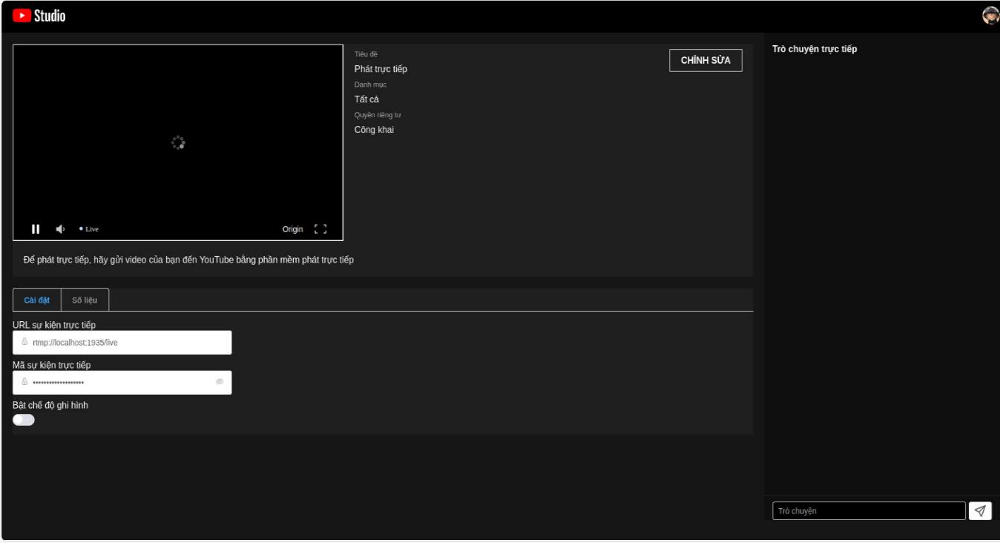 Studio
Tiêu đề
Phát trực tiếp
Danh mục
Tất cả
Quyền riêng tư
Công khai
CHỈNH SỬA
Live
Origin
Để phát trực tiếp, hãy gửi video của bạn đến YouTube bằng phần mềm phát trực tiếp
Cài đặt
Số liệu
URL sự kiện trực tiếp
rtmp://localhost:1935/live
Mã sự kiện trực tiếp
Bật chế độ ghi hình
Trò chuyện trực tiếp
Trò chuyện